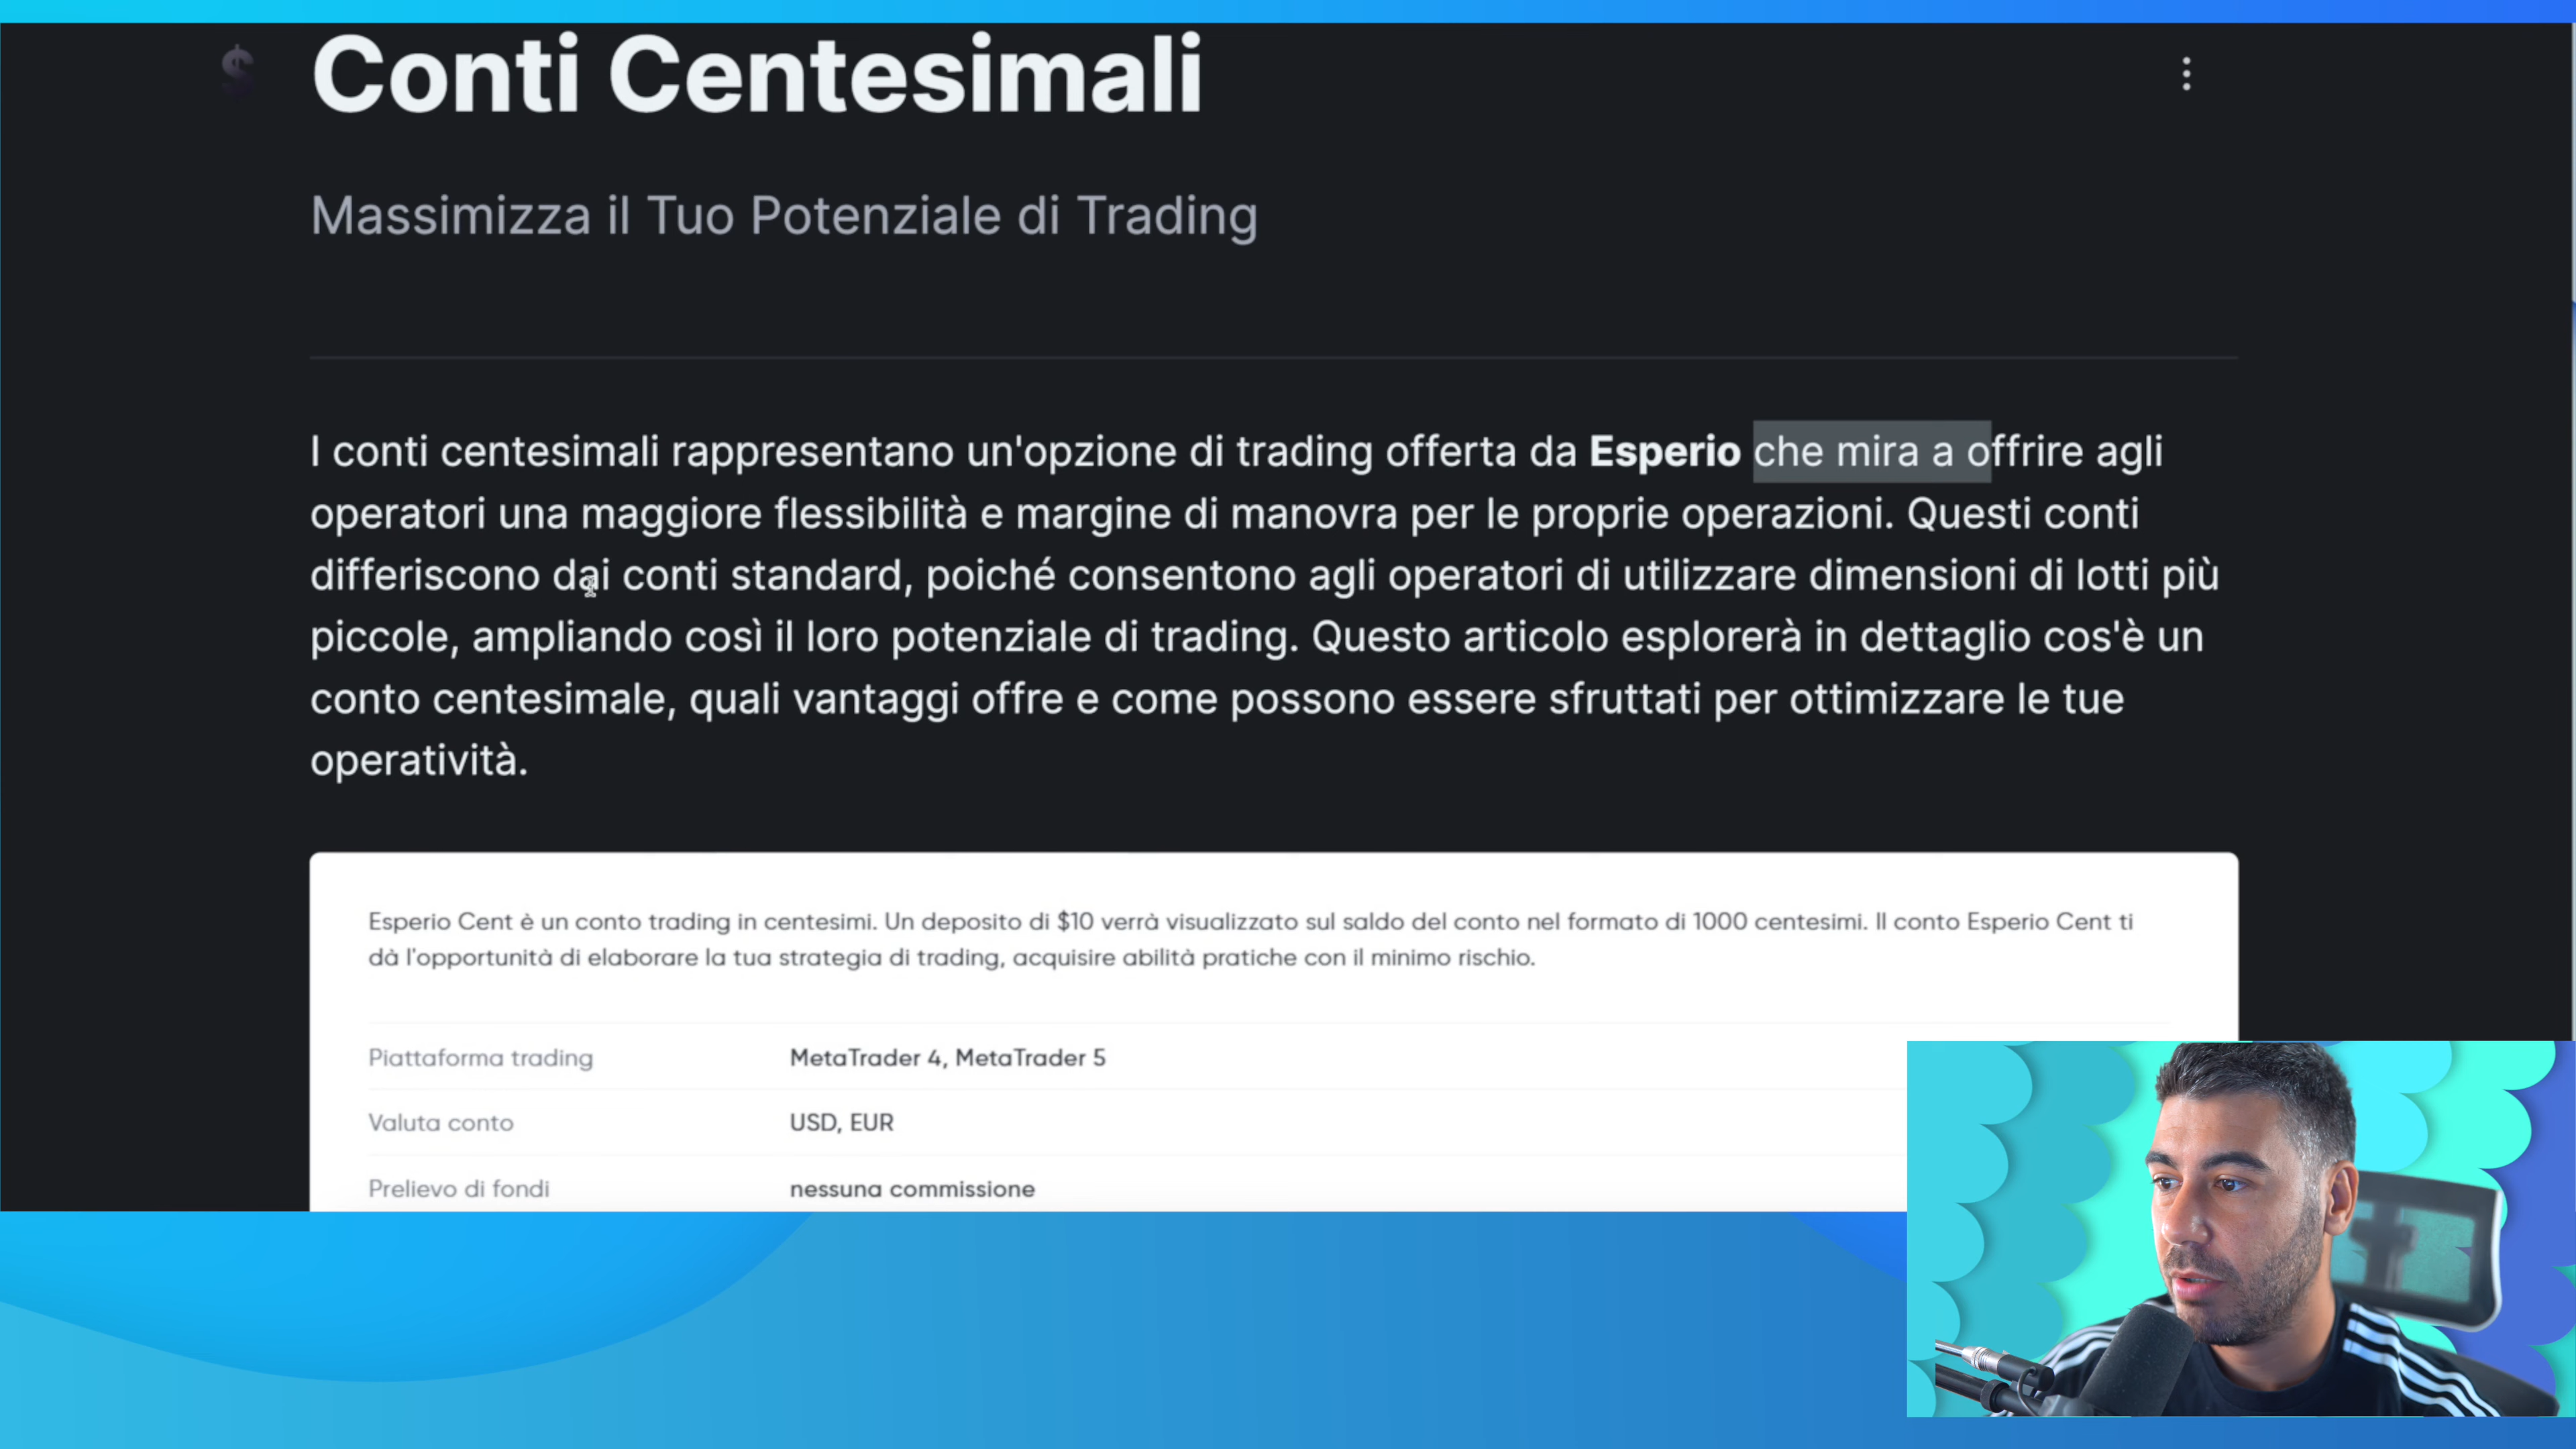 Conti Centesimali
Massimizza il Tuo Potenziale di Trading
I conti centesimali rappresentano un'opzione di trading offerta da Esperio che mira a offrire agli
operatori una maggiore flessibilità e margine di manovra per le proprie operazioni. Questi conti
differiscono dai conti standard, poiché consentono agli operatori di utilizzare dimensioni di lotti più
piccole, ampliando così il loro potenziale di trading. Questo articolo esplorerà in dettaglio cos'è un
conto centesimale, quali vantaggi offre e come possono essere sfruttati per ottimizzare le tue
operatività.
Esperio Cent è un conto trading in centesimi. Un deposito di $10 verrà visualizzato sul saldo del conto nel formato di 1000 centesimi. Il conto Esperio Cent ti
dà l'opportunità di elaborare la tua strategia di trading, acquisire abilità pratiche con il minimo rischio.
Piattaforma trading MetaTrader 4, MetaTrader 5
Valuta conto USD, EUR
Prelievo di fondi nessuna commissione